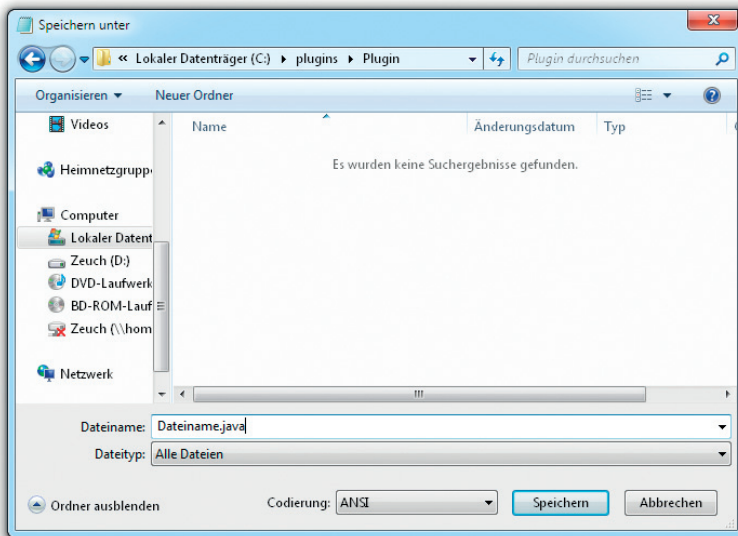 Speichern unter
« Lokaler Datenträger (C:) ▸ plugins ▸ Plugin
Plugin durchsuchen
Organisieren
Neuer Ordner
Videos
Heimnetzgrupp
Computer
Lokaler Datent
Zeuch (D:)
DVD-Laufwerk
BD-ROM-Lauf
Zeuch (\\hom
Netzwerk
Name
Änderungsdatum
Typ
Es wurden keine Suchergebnisse gefunden.
Dateiname: Dateiname.java
Dateityp: Alle Dateien
Ordner ausblenden
Codierung: ANSI
Speichern
Abbrechen